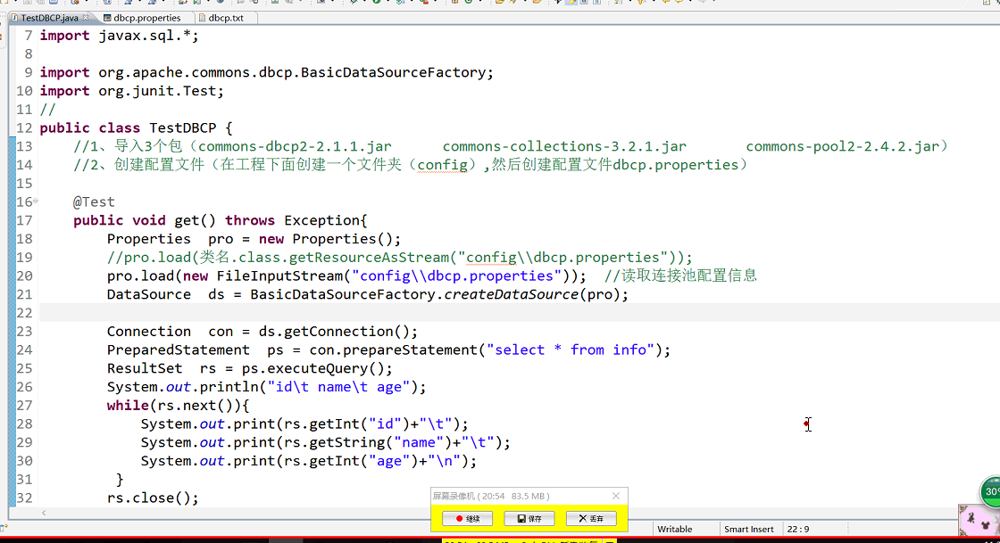 TestDBCP.java dbcp.properties dbcp.txt
7 import javax.sql.*;
8
9 import org.apache.commons.dbcp.BasicDataSourceFactory;
10 import org.junit.Test;
11 //
12 public class TestDBCP {
13 //1、导入3个包（commons-dbcp2-2.1.1.jar commons-collections-3.2.1.jar commons-pool2-2.4.2.jar）
14 //2、创建配置文件（在工程下面创建一个文件夹（config）,然后创建配置文件dbcp.properties）
15
16 @Test
17 public void get() throws Exception{
18 Properties pro = new Properties();
19 //pro.load(类名.class.getResourceAsStream("config\\dbcp.properties"));
20 pro.load(new FileInputStream("config\\dbcp.properties")); //读取连接池配置信息
21 DataSource ds = BasicDataSourceFactory.createDataSource(pro);
22
23 Connection con = ds.getConnection();
24 PreparedStatement ps = con.prepareStatement("select * from info");
25 ResultSet rs = ps.executeQuery();
26 System.out.println("id\t name\t age");
27 while(rs.next()){
28 System.out.print(rs.getInt("id")+"\t");
29 System.out.print(rs.getString("name")+"\t");
30 System.out.print(rs.getInt("age")+"\n");
31 }
32 rs.close();
屏幕录像机 ( 20:54 83.5 MB )
继续 保存 丢弃
30
Writable Smart Insert 22 : 9